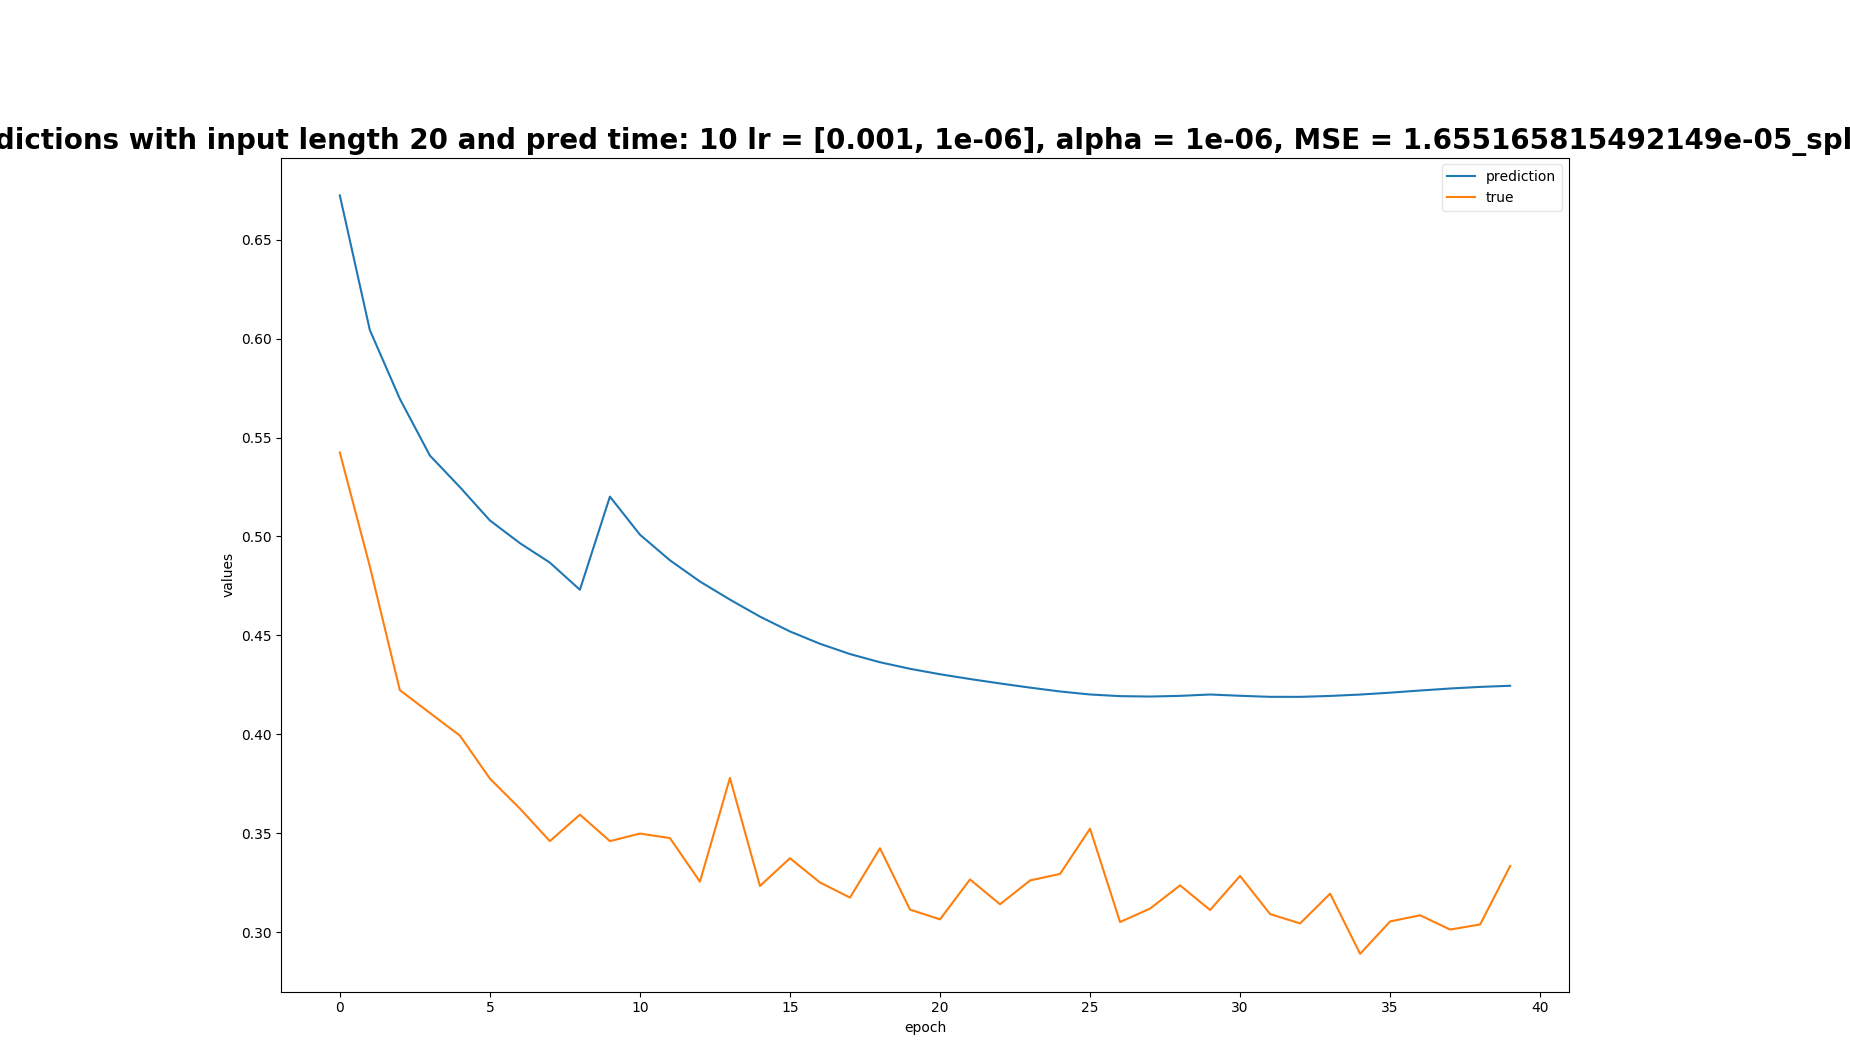 dictions with input length 20 and pred time: 10 lr = [0.001, 1e-06], alpha = 1e-06, MSE = 1.655165815492149e-05_spl
prediction
true
0.65
0.60
0.55
0.50
0.45
0.40
0.35
0.30
values
0 5 10 15 20 25 30 35 40
epoch